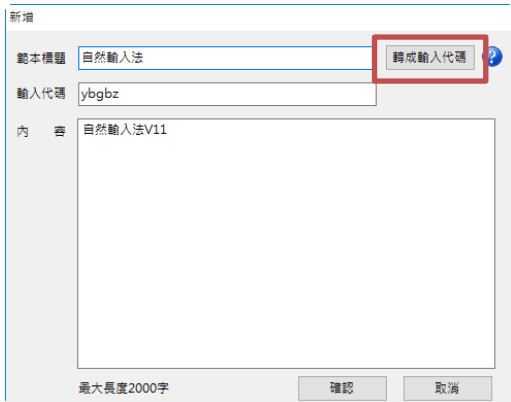 新增
範本標題 自然輸入法 轉成輸入代碼 ?
輸入代碼 ybgbz
內 容 自然輸入法V11
最大長度2000字 確認 取消